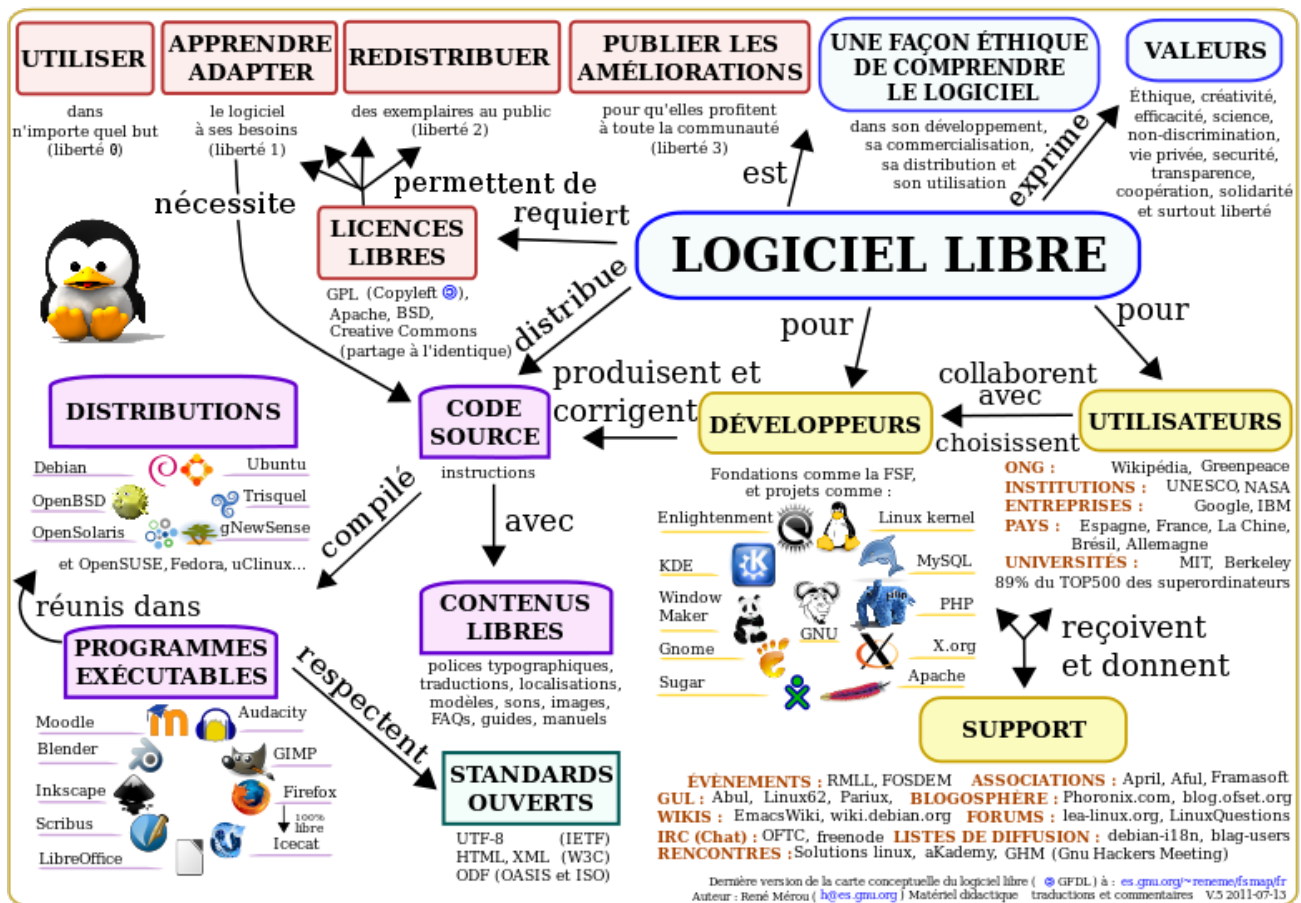 UTILISER
dans
n'importe quel but
(liberté 0)
APPRENDRE
ADAPTER
le logiciel
à ses besoins
(liberté 1)
REDISTRIBUER
des exemplaires au public
(liberté 2)
PUBLIER LES
AMÉLIORATIONS
pour qu'elles profitent
à toute la communauté
(liberté 3)
UNE FAÇON ÉTHIQUE
DE COMPRENDRE
LE LOGICIEL
dans son développement,
sa commercialisation,
sa distribution et
son utilisation
VALEURS
Éthique, créativité,
efficacité, science,
non-discrimination,
vie privée, securité,
transparence,
coopération, solidarité
et surtout liberté
est
exprime
nécessite
permettent de
requiert
LICENCES
LIBRES
GPL (Copyleft),
Apache, BSD,
Creative Commons
(partage à l'identique)
LOGICIEL LIBRE
distribue
pour
pour
produisent et
corrigent
collaborent
avec
choisissent
DISTRIBUTIONS
Debian
Ubuntu
OpenBSD
Trisquel
OpenSolaris
gNewSense
et OpenSUSE, Fedora, uClinux...
CODE
SOURCE
instructions
compilé
avec
DÉVELOPPEURS
Fondations comme la FSF,
et projets comme :
Enlightenment
Linux kernel
KDE
MySQL
Window
Maker
GNU
PHP
php
Gnome
X.org
Sugar
Apache
UTILISATEURS
ONG : Wikipédia, Greenpeace
INSTITUTIONS : UNESCO, NASA
ENTREPRISES : Google, IBM
PAYS : Espagne, France, La Chine,
Brésil, Allemagne
UNIVERSITÉS : MIT, Berkeley
89% du TOP500 des superordinateurs
reçoivent
et donnent
réunis dans
PROGRAMMES
EXÉCUTABLES
Moodle
Audacity
Blender
GIMP
Inkscape
Firefox
100%
libre
Scribus
Icecat
LibreOffice
respectent
CONTENUS
LIBRES
polices typographiques,
traductions, localisations,
modèles, sons, images,
FAQs, guides, manuels
STANDARDS
OUVERTS
UTF-8 (IETF)
HTML, XML (W3C)
ODF (OASIS et ISO)
SUPPORT
ÉVÉNEMENTS : RMLL, FOSDEM ASSOCIATIONS : April, Aful, Framasoft
GUL : Abul, Linux62, Pariux, BLOGOSPHÈRE : Phoronix.com, blog.ofset.org
WIKIS : EmacsWiki, wiki.debian.org FORUMS : lea-linux.org, LinuxQuestions
IRC (Chat) : OFTC, freenode LISTES DE DIFFUSION : debian-i18n, blag-users
RENCONTRES : Solutions linux, aKademy, GHM (Gnu Hackers Meeting)
Dernière version de la carte conceptuelle du logiciel libre ( GFDL ) à : es.gnu.org/~reneme/fsmap/fr
Auteur : René Mérou ( h@es.gnu.org ) Matériel didactique traductions et commentaires V.5 2011-07-13